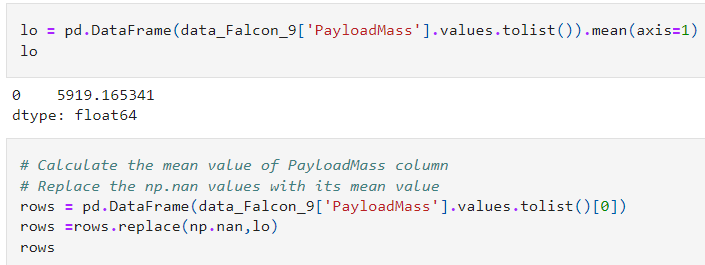 lo = pd.DataFrame(data_Falcon_9['PayloadMass'].values.tolist()).mean(axis=1)
lo
0    5919.165341
dtype: float64
# Calculate the mean value of PayloadMass column
# Replace the np.nan values with its mean value
rows = pd.DataFrame(data_Falcon_9['PayloadMass'].values.tolist()[0])
rows =rows.replace(np.nan,lo)
rows